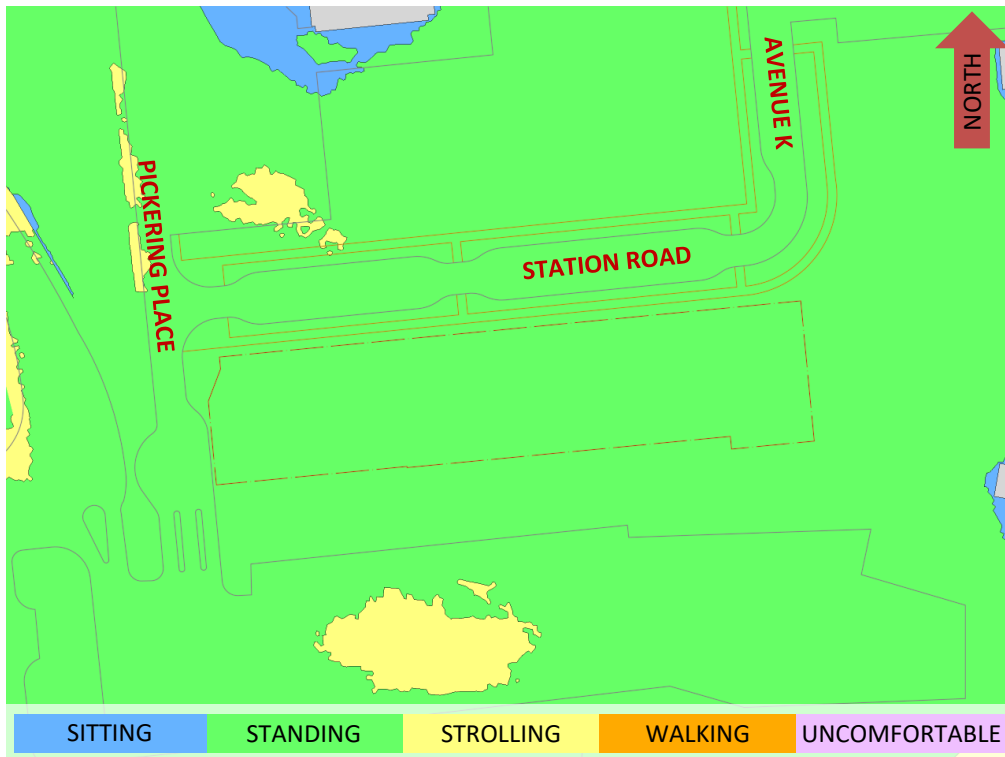 AVENUE K
NORTH
PICKERING PLACE
STATION ROAD
SITTING
STANDING
STROLLING
WALKING
UNCOMFORTABLE